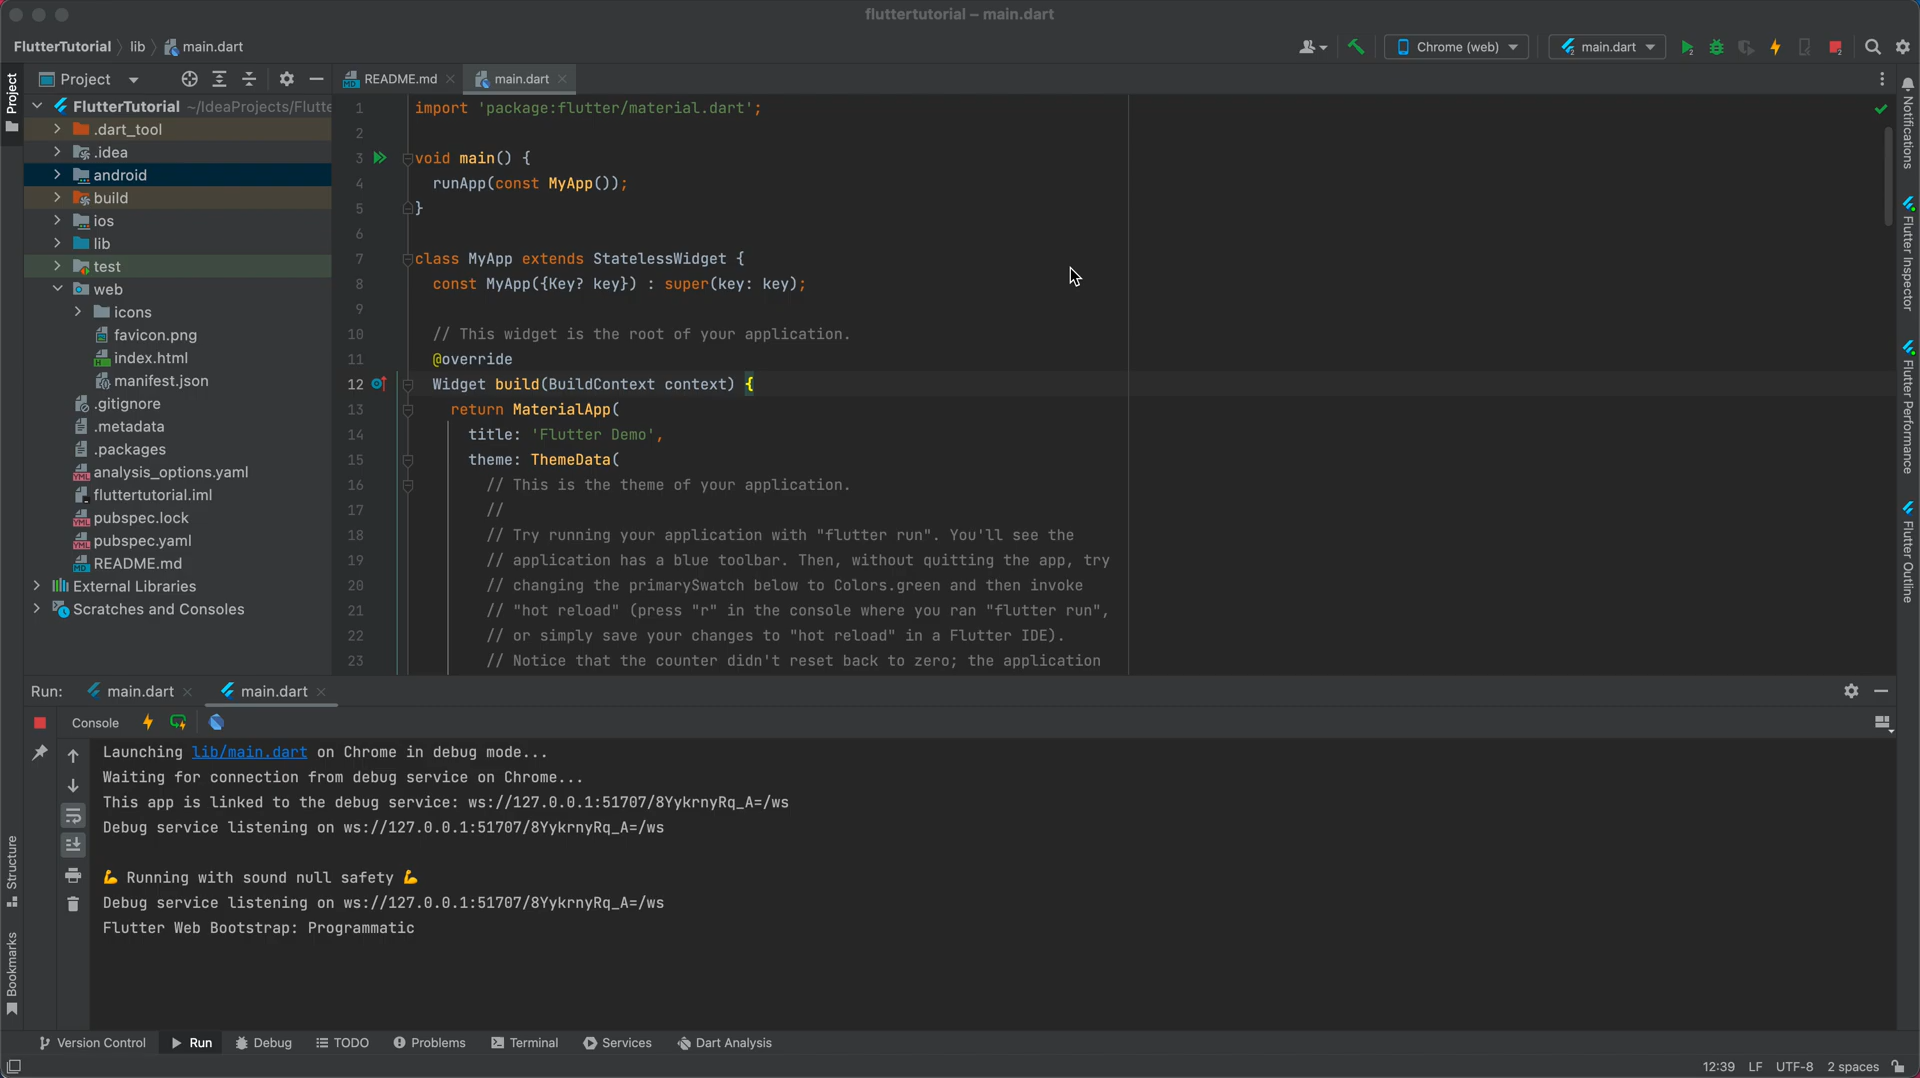 fluttertutorial – main.dart
FlutterTutorial lib main.dart
Chrome (web) main.dart
Project
Project
README.md main.dart
FlutterTutorial ~/IdeaProjects/Flutte
.dart_tool
.idea
android
build
ios
lib
test
web
icons
favicon.png
index.html
manifest.json
.gitignore
.metadata
.packages
analysis_options.yaml
fluttertutorial.iml
pubspec.lock
pubspec.yaml
README.md
External Libraries
Scratches and Consoles
1 import 'package:flutter/material.dart';
2
3 void main() {
4 runApp(const MyApp());
5 }
6
7 class MyApp extends StatelessWidget {
8 const MyApp({Key? key}) : super(key: key);
9
10 // This widget is the root of your application.
11 @override
12 Widget build(BuildContext context) {
13 return MaterialApp(
14 title: 'Flutter Demo',
15 theme: ThemeData(
16 // This is the theme of your application.
17 //
18 // Try running your application with "flutter run". You'll see the
19 // application has a blue toolbar. Then, without quitting the app, try
20 // changing the primarySwatch below to Colors.green and then invoke
21 // "hot reload" (press "r" in the console where you ran "flutter run",
22 // or simply save your changes to "hot reload" in a Flutter IDE).
23 // Notice that the counter didn't reset back to zero; the application
Notifications
Flutter Inspector
Flutter Performance
Flutter Outline
Run: main.dart main.dart
Console
Launching lib/main.dart on Chrome in debug mode...
Waiting for connection from debug service on Chrome...
This app is linked to the debug service: ws://127.0.0.1:51707/8YykrnyRq_A=/ws
Debug service listening on ws://127.0.0.1:51707/8YykrnyRq_A=/ws
💪 Running with sound null safety 💪
Debug service listening on ws://127.0.0.1:51707/8YykrnyRq_A=/ws
Flutter Web Bootstrap: Programmatic
Structure
Bookmarks
Version Control Run Debug TODO Problems Terminal Services Dart Analysis
12:39 LF UTF-8 2 spaces